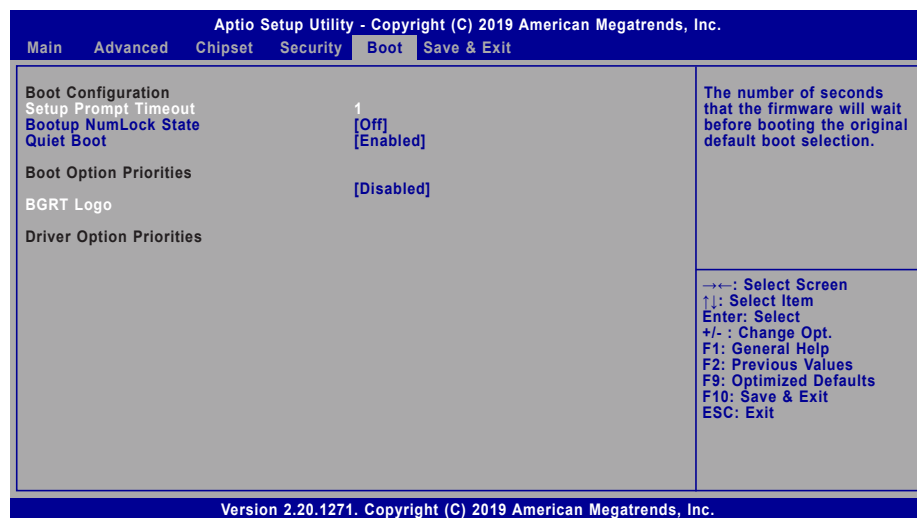 Aptio Setup Utility - Copyright (C) 2019 American Megatrends, Inc.
Main Advanced Chipset Security Boot Save & Exit
Boot Configuration
Setup Prompt Timeout 1
Bootup NumLock State [Off]
Quiet Boot [Enabled]
Boot Option Priorities
[Disabled]
BGRT Logo
Driver Option Priorities
The number of seconds
that the firmware will wait
before booting the original
default boot selection.
→←: Select Screen
↑↓: Select Item
Enter: Select
+/- : Change Opt.
F1: General Help
F2: Previous Values
F9: Optimized Defaults
F10: Save & Exit
ESC: Exit
Version 2.20.1271. Copyright (C) 2019 American Megatrends, Inc.